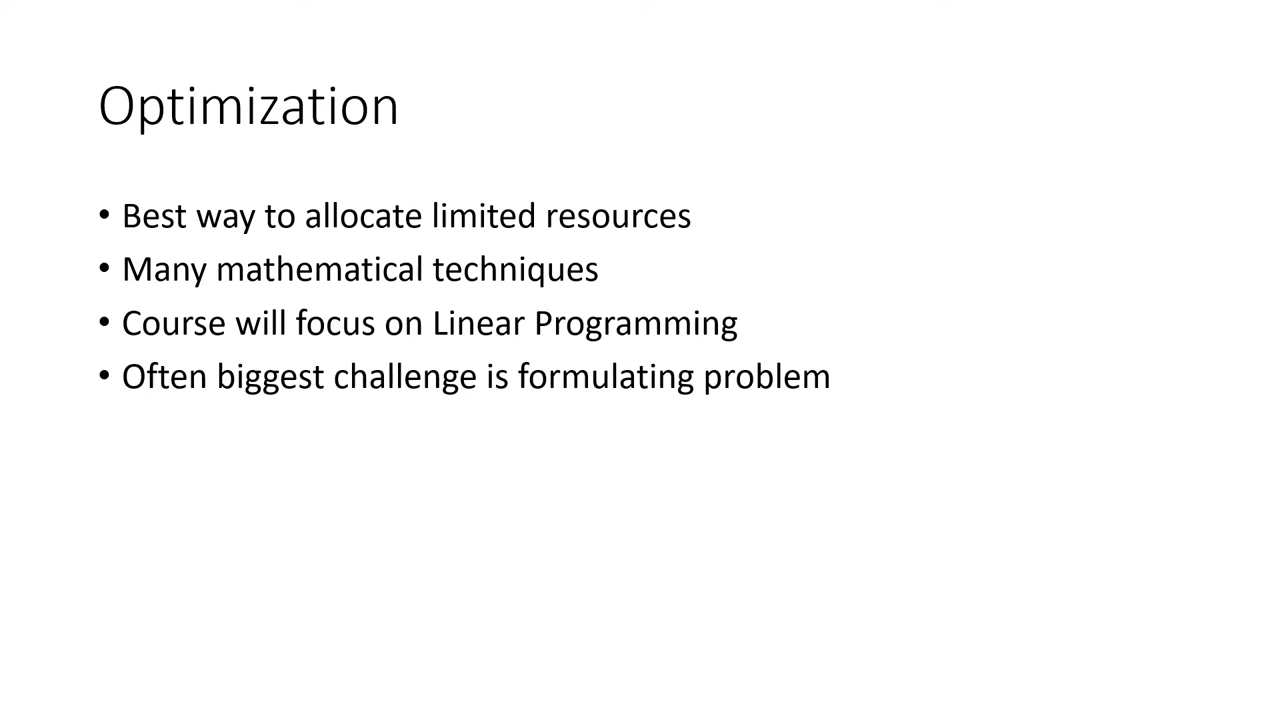 Optimization
• Best way to allocate limited resources
• Many mathematical techniques
• Course will focus on Linear Programming
• Often biggest challenge is formulating problem